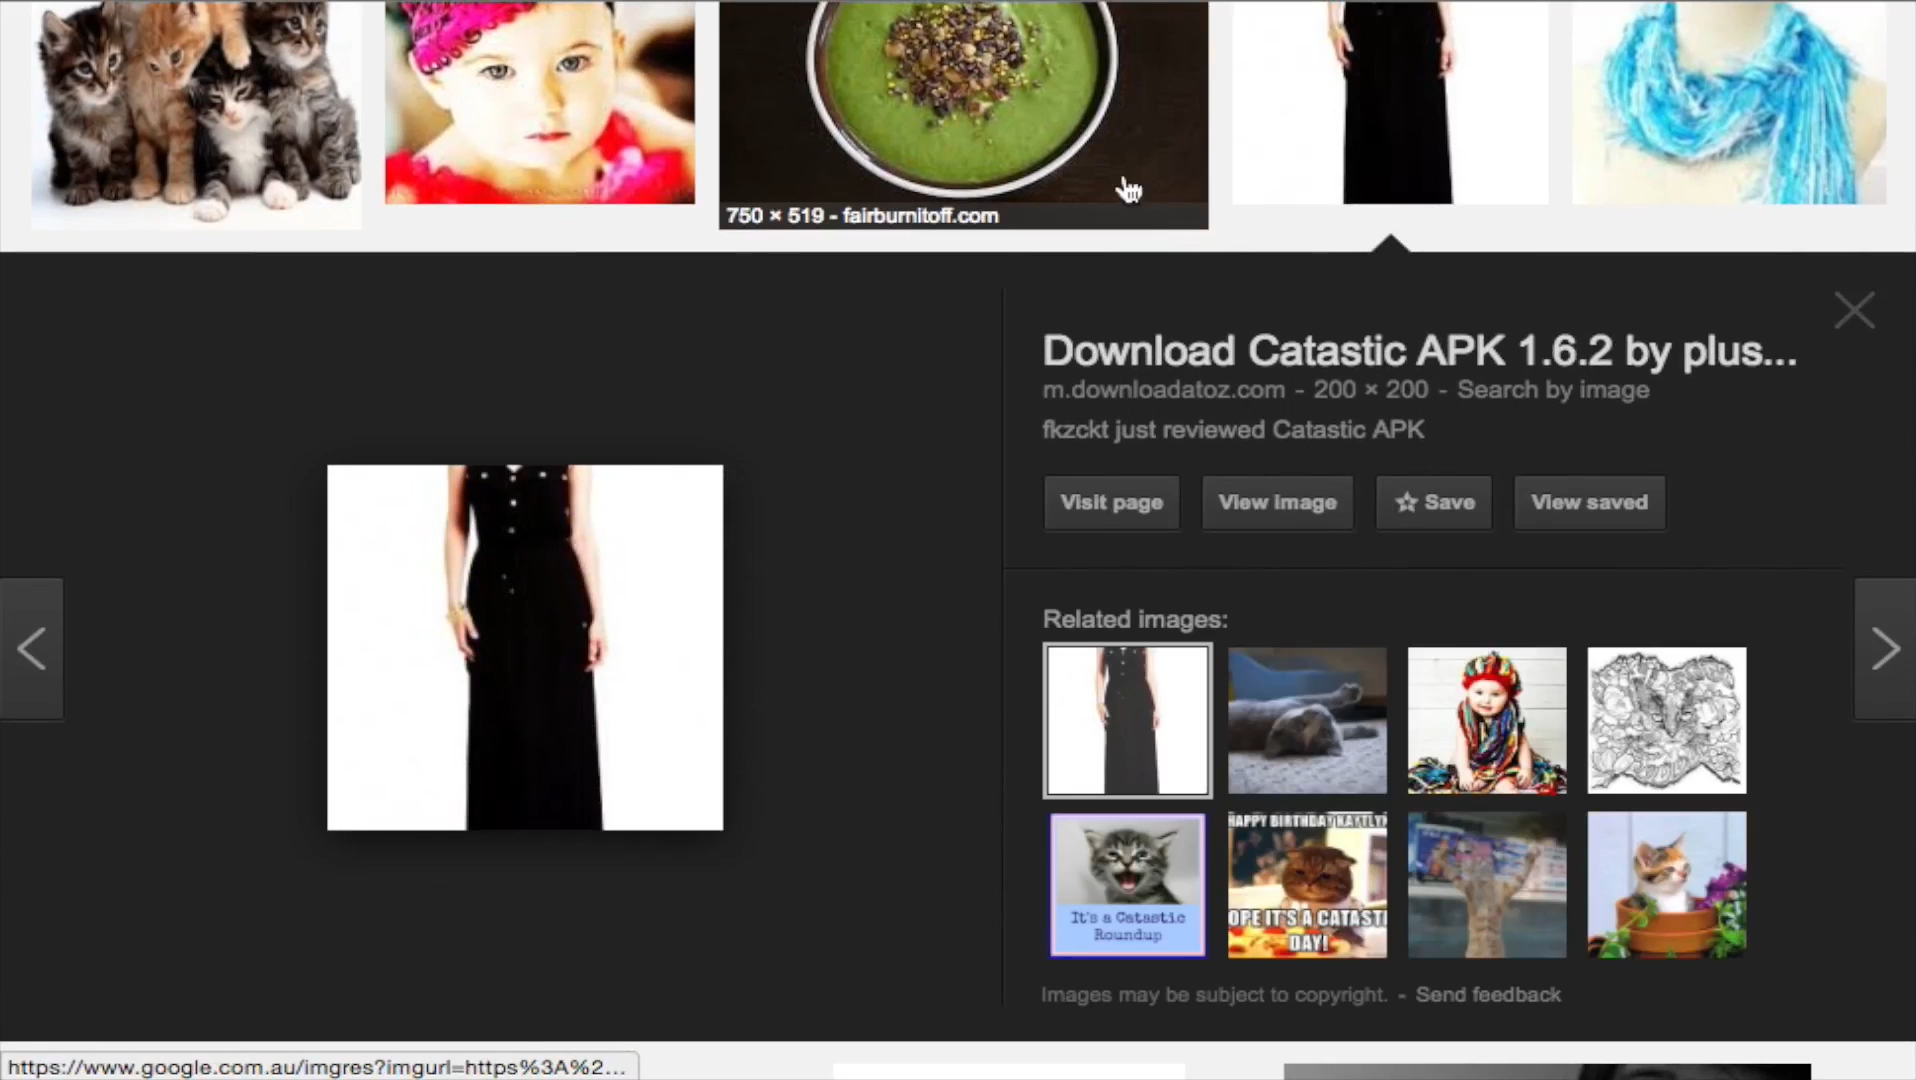 750 × 519 - fairburnitoff.com
Download Catastic APK 1.6.2 by plus...
m.downloadatoz.com - 200 × 200 - Search by image
fkzckt just reviewed Catastic APK
Visit page
View image
Save
View saved
Related images:
It's a Catastic
Roundup
HAPPY BIRTHDAY KAYTLYN
OPE IT'S A CATASTI
DAY!
Images may be subject to copyright. - Send feedback
https://www.google.com.au/imgres?imgurl=https%3A%2...